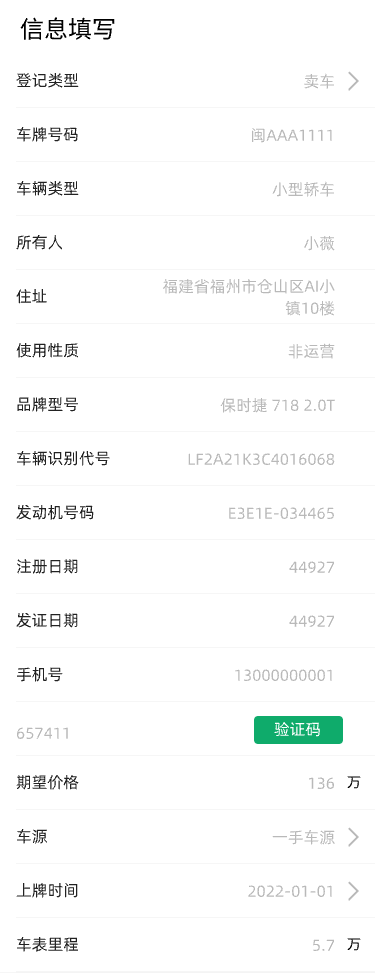 信息填写
登记类型 卖车
车牌号码 闽AAA1111
车辆类型 小型轿车
所有人 小薇
住址 福建省福州市仓山区AI小
镇10楼
使用性质 非运营
品牌型号 保时捷 718 2.0T
车辆识别代号 LF2A21K3C4016068
发动机号码 E3E1E-034465
注册日期 44927
发证日期 44927
手机号 13000000001
657411 验证码
期望价格 136 万
车源 一手车源
上牌时间 2022-01-01
车表里程 5.7 万